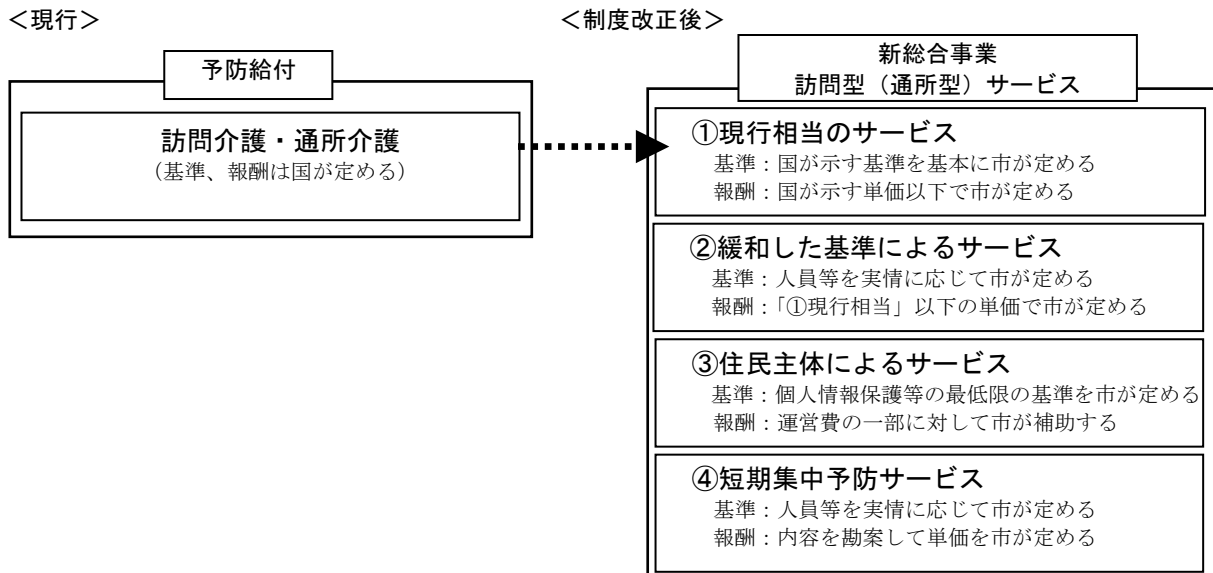 ＜現行＞
予防給付
訪問介護・通所介護
（基準、報酬は国が定める）
＜制度改正後＞
新総合事業
訪問型（通所型）サービス
①現行相当のサービス
基準：国が示す基準を基本に市が定める
報酬：国が示す単価以下で市が定める
②緩和した基準によるサービス
基準：人員等を実情に応じて市が定める
報酬：「①現行相当」以下の単価で市が定める
③住民主体によるサービス
基準：個人情報保護等の最低限の基準を市が定める
報酬：運営費の一部に対して市が補助する
④短期集中予防サービス
基準：人員等を実情に応じて市が定める
報酬：内容を勘案して単価を市が定める